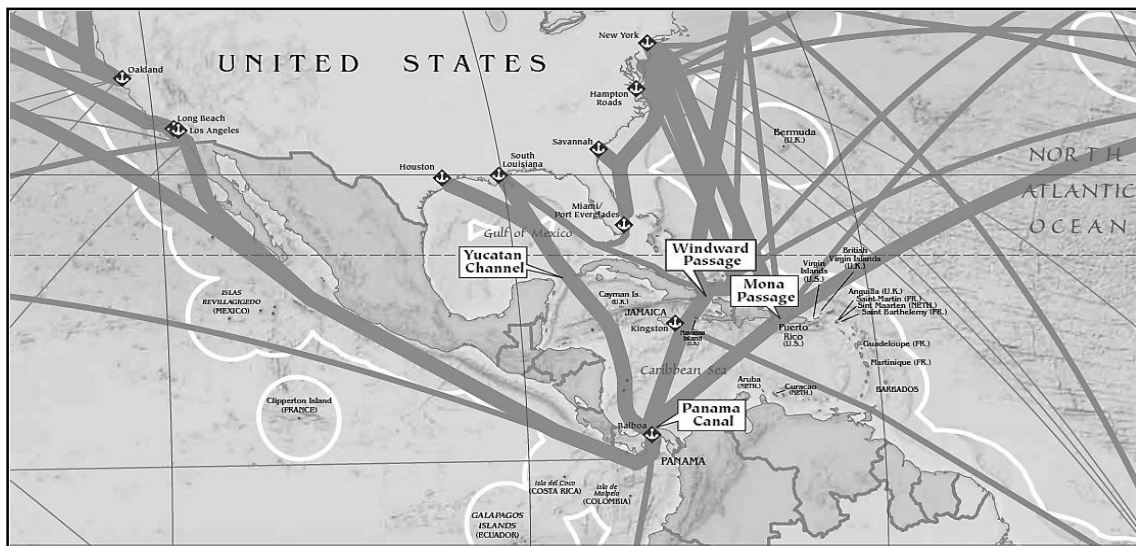 New York
Oakland
UNITED STATES
Hampton
Roads
Long Beach
Los Angeles
Bermuda
(U.K.)
Savannah
NORTH
ATLANTIC
OCEAN
South
Louisiana
Houston
Miami/
Port Everglades
Gulf of Mexico
Windward
Passage
Yucatan
Channel
Mona
Passage
Virgin
Islands
(U.S.)
British
Virgin Islands
(U.K.)
Anguilla (U.K.)
Saint-Martin (FR.)
Sint Maarten (NETH.)
Saint Barthelemy (FR.)
ISLAS
REVILLAGIGEDO
(MEXICO)
Cayman Is.
(U.K.)
JAMAICA
Kingston
Navassa
Island
Puerto
Rico
(U.S.)
Guadeloupe (FR.)
Martinique (FR.)
Caribbean Sea
Aruba
(NETH.)
Curacao
(NETH.)
BARBADOS
Clipperton Island
(FRANCE)
Panama
Canal
Balboa
PANAMA
Isla del Coco
(COSTA RICA)
Isla de
Malpelo
(COLOMBIA)
GALAPAGOS
ISLANDS
(ECUADOR)